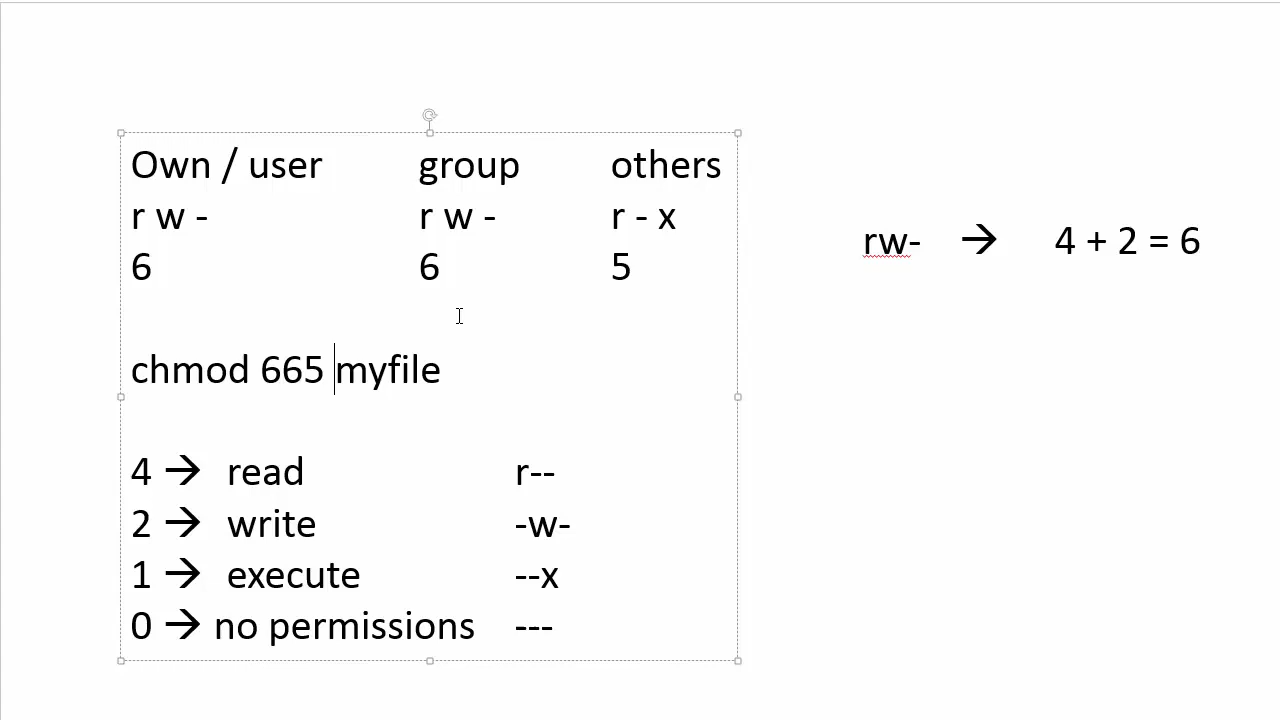 Own / user group others
r w - r w - r - x
rw- → 4 + 2 = 6
6 6 5
chmod 665 myfile
4 → read r--
2 → write -w-
1 → execute --x
0 → no permissions ---